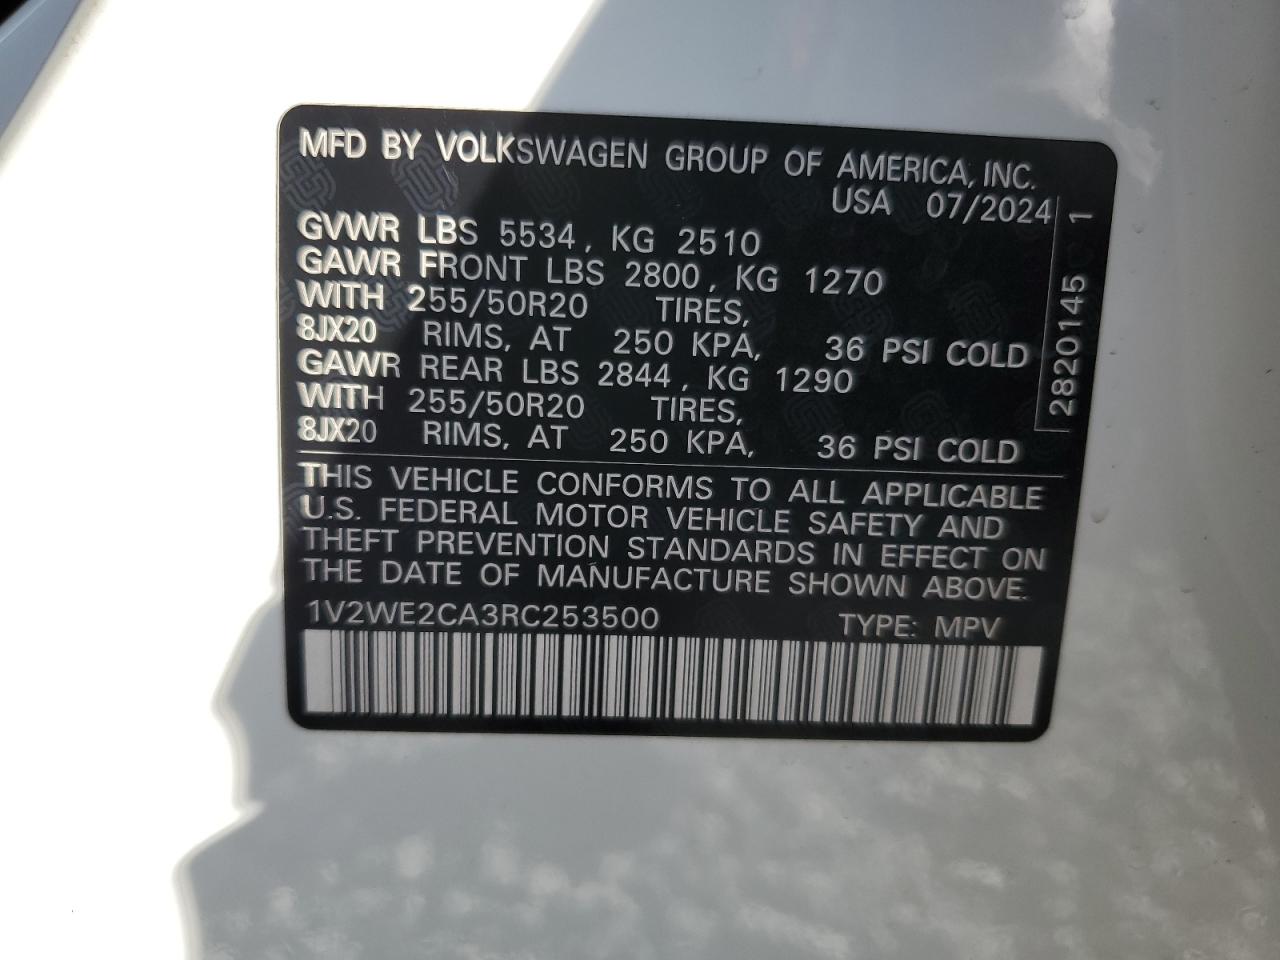 MFD BY VOLKSWAGEN GROUP OF AMERICA, INC.
USA 07/2024
GVWR LBS 5534, KG 2510
GAWR FRONT LBS 2800, KG 1270
WITH 255/50R20 TIRES,
8JX20 RIMS, AT 250 KPA, 36 PSI COLD
GAWR REAR LBS 2844, KG 1290
WITH 255/50R20 TIRES,
8JX20 RIMS, AT 250 KPA, 36 PSI COLD
2820145 1
THIS VEHICLE CONFORMS TO ALL APPLICABLE
U.S. FEDERAL MOTOR VEHICLE SAFETY AND
THEFT PREVENTION STANDARDS IN EFFECT ON
THE DATE OF MANUFACTURE SHOWN ABOVE.
1V2WE2CA3RC253500 TYPE: MPV